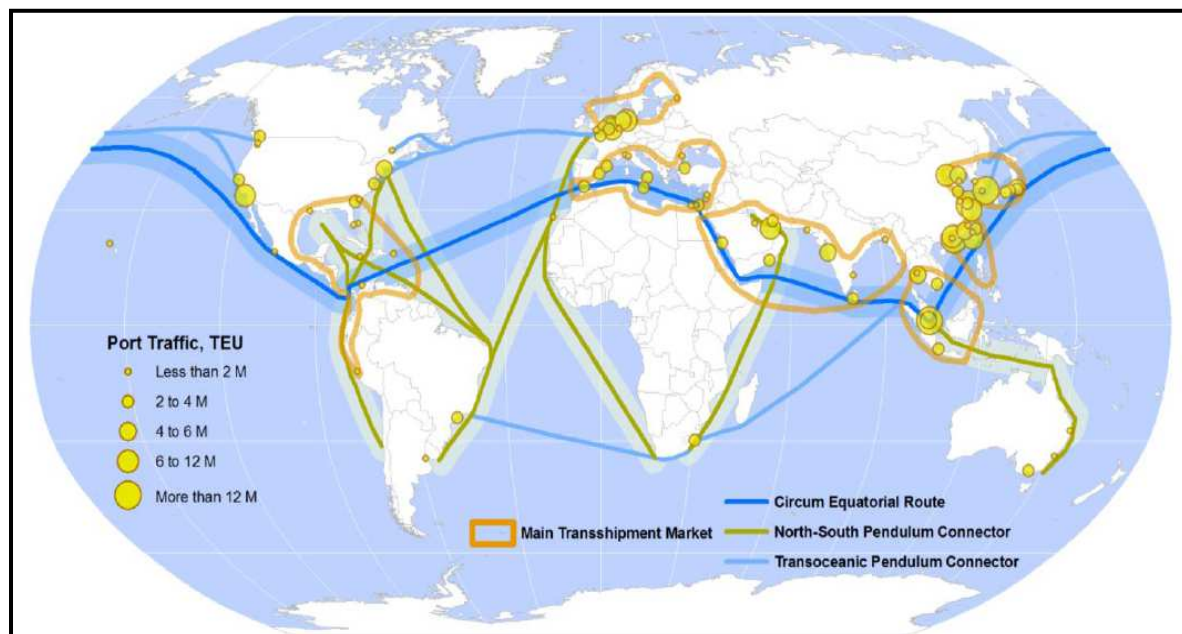 Port Traffic, TEU
Less than 2 M
2 to 4 M
4 to 6 M
6 to 12 M
More than 12 M
Main Transshipment Market
Circum Equatorial Route
North-South Pendulum Connector
Transoceanic Pendulum Connector